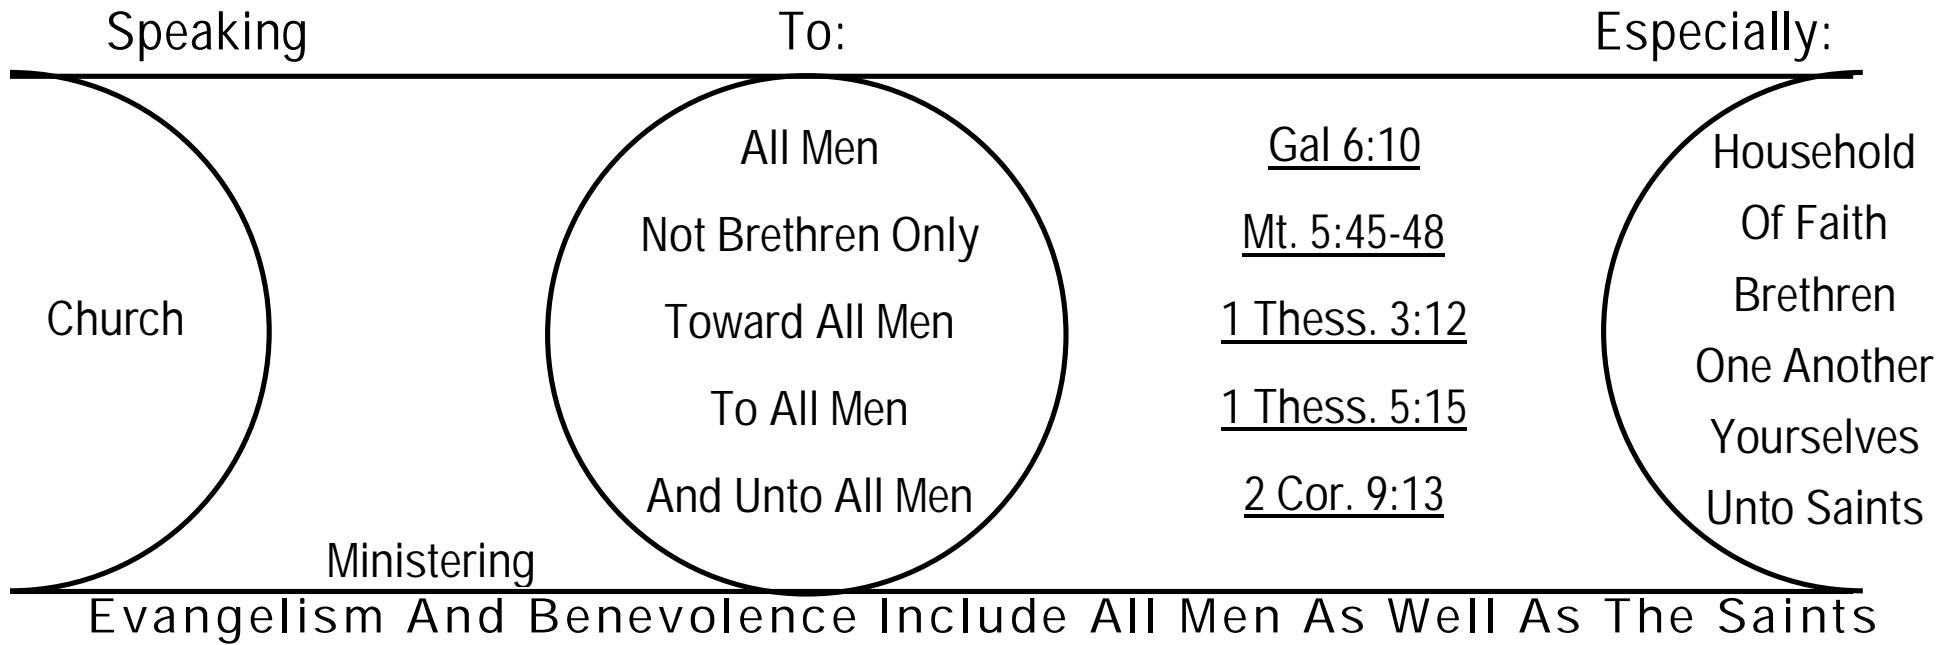 Speaking To: Especially:
Church
All Men
Not Brethren Only
Toward All Men
To All Men
And Unto All Men
Gal 6:10
Mt. 5:45-48
1 Thess. 3:12
1 Thess. 5:15
2 Cor. 9:13
Household
Of Faith
Brethren
One Another
Yourselves
Unto Saints
Ministering
Evangelism And Benevolence Include All Men As Well As The Saints